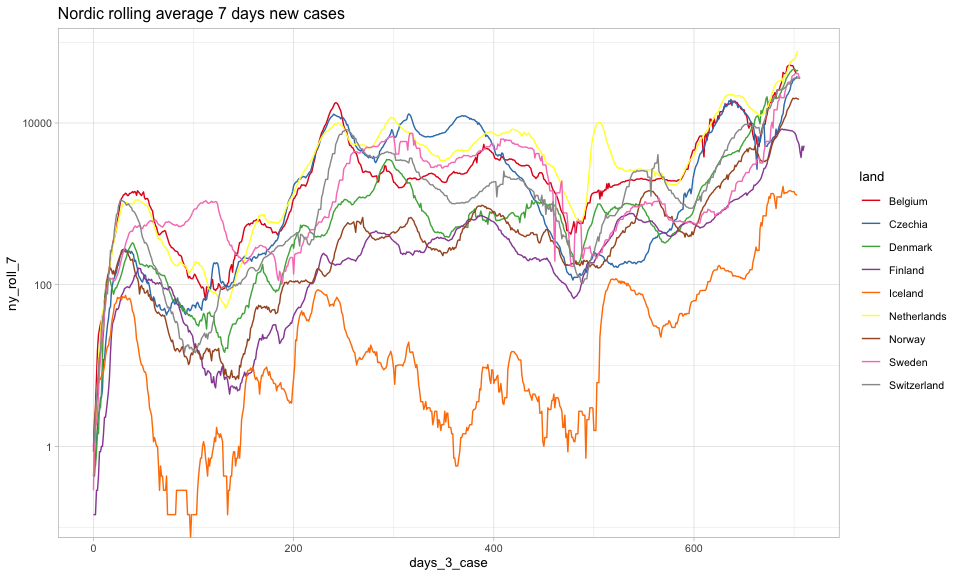 Nordic rolling average 7 days new cases
ny_roll_7
10000
100
1
0
200
400
600
days_3_case
land
Belgium
Czechia
Denmark
Finland
Iceland
Netherlands
Norway
Sweden
Switzerland